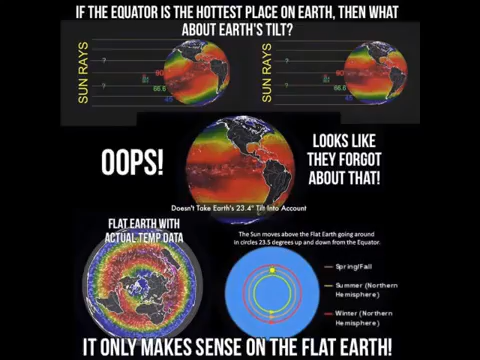 IF THE EQUATOR IS THE HOTTEST PLACE ON EARTH, THEN WHAT
ABOUT EARTH'S TILT?
SUN RAYS
?
?
90
66.6
45
SUN RAYS
?
?
90
66.6
45
OOPS!
LOOKS LIKE
THEY FORGOT
ABOUT THAT!
Doesn't Take Earth's 23.4° Tilt Into Account
FLAT EARTH WITH
ACTUAL TEMP DATA
The Sun moves above the Flat Earth going around
in circles 23.5 degrees up and down from the Equator.
Spring/Fall
Summer (Northern
Hemisphere)
Winter (Northern
Hemisphere)
IT ONLY MAKES SENSE ON THE FLAT EARTH!